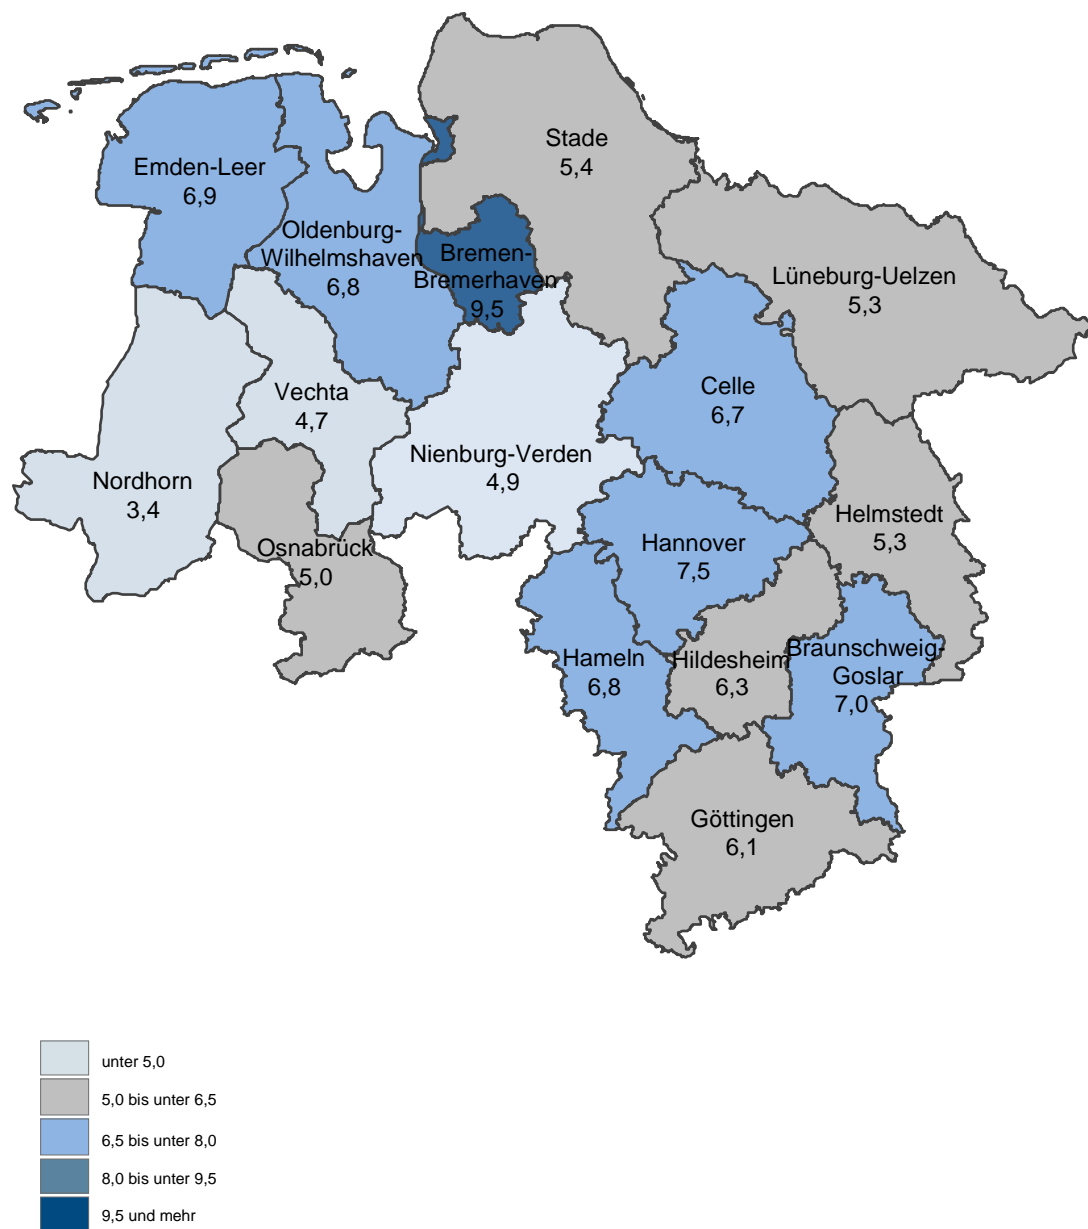 Stade
5,4
Emden-Leer
6,9
Oldenburg-
Wilhelmshaven
6,8
Bremen-
Bremerhaven
9,5
Lüneburg-Uelzen
5,3
Vechta
4,7
Celle
6,7
Nienburg-Verden
4,9
Nordhorn
3,4
Helmstedt
5,3
Osnabrück
5,0
Hannover
7,5
Hameln
6,8
Hildesheim
6,3
Braunschweig-
Goslar
7,0
Göttingen
6,1
unter 5,0
5,0 bis unter 6,5
6,5 bis unter 8,0
8,0 bis unter 9,5
9,5 und mehr